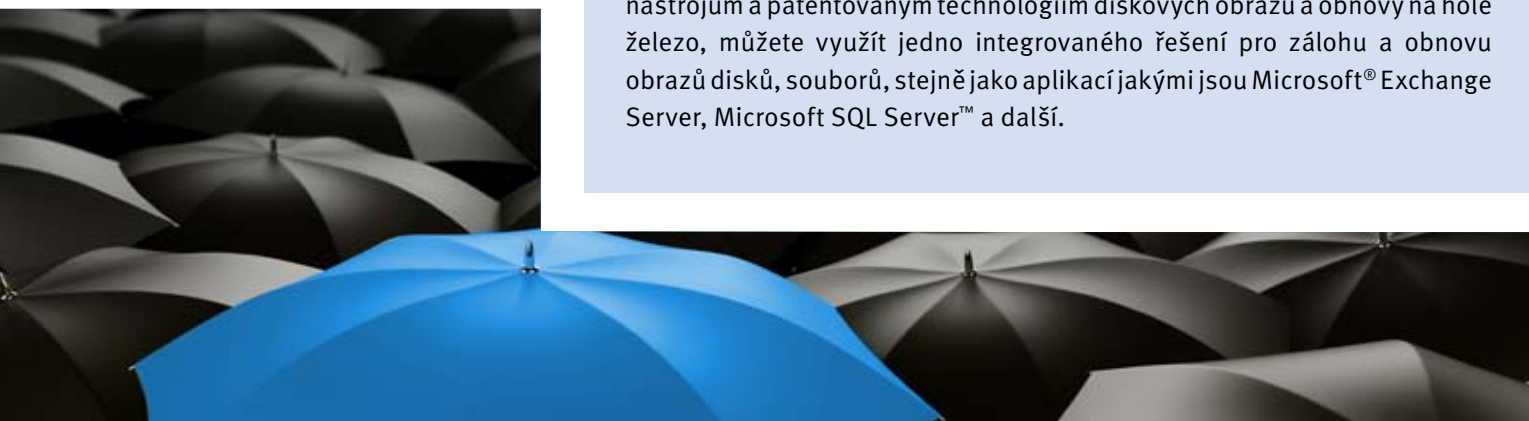 nástrojům a patentovaným technologiím diskových obrazů a obnovy na holé
železo, můžete využít jedno integrovaného řešení pro zálohu a obnovu
obrazů disků, souborů, stejně jako aplikací jakými jsou Microsoft® Exchange
Server, Microsoft SQL Server™ a další.